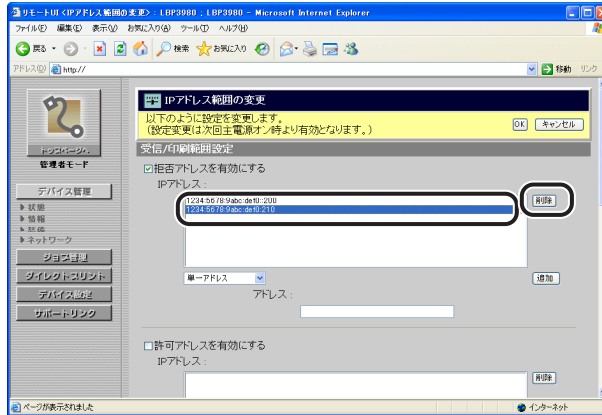 リモートUI <IPアドレス範囲の変更> : LBP3980 ; LBP3980 - Microsoft Internet Explorer
ファイル(F) 編集(E) 表示(V) お気に入り(A) ツール(T) ヘルプ(H)
戻る 検索 お気に入り
アドレス(D) http:// 移動 リンク
IPアドレス範囲の変更
以下のように設定を変更します。
(設定変更は次回主電源オン時より有効となります。)
OK キャンセル
トップページへ
管理者モード
デバイス管理
状態
情報
ネットワーク
ジョブ管理
ダイレクトプリント
デバイス設定
サポートリンク
受信/印刷範囲設定
拒否アドレスを有効にする
IPアドレス :
1234:5678:9abc:def0::200
1234:5678:9abc:def0:210
削除
単一アドレス
追加
アドレス :
許可アドレスを有効にする
IPアドレス :
削除
ページが表示されました
インターネット